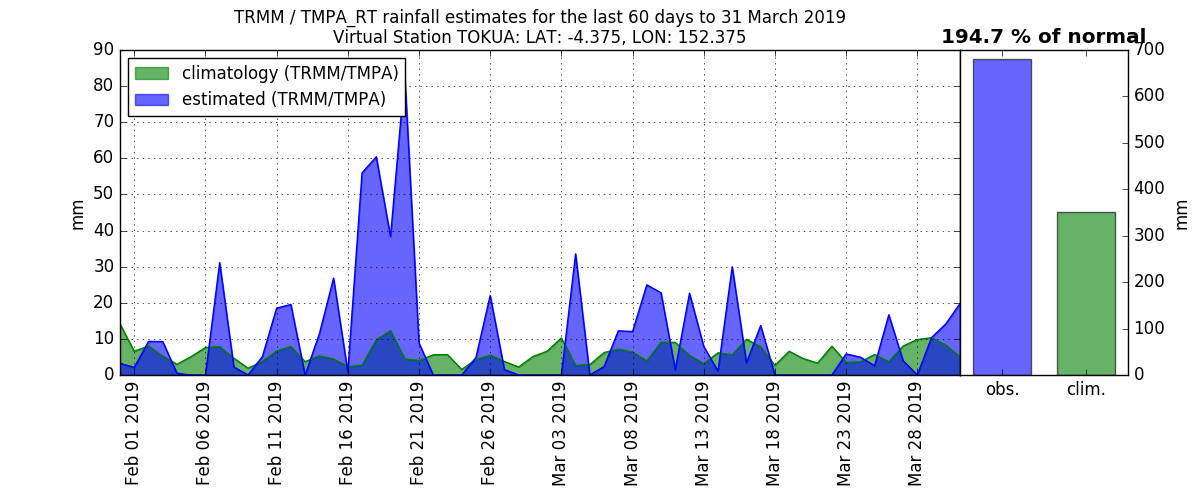 TRMM / TMPA_RT rainfall estimates for the last 60 days to 31 March 2019
Virtual Station TOKUA: LAT: -4.375, LON: 152.375
194.7 % of normal
climatology (TRMM/TMPA)
estimated (TRMM/TMPA)
mm
90
80
70
60
50
40
30
20
10
0
Feb 01 2019
Feb 06 2019
Feb 11 2019
Feb 16 2019
Feb 21 2019
Feb 26 2019
Mar 03 2019
Mar 08 2019
Mar 13 2019
Mar 18 2019
Mar 23 2019
Mar 28 2019
obs.
clim.
700
600
500
400
300
200
100
0
mm